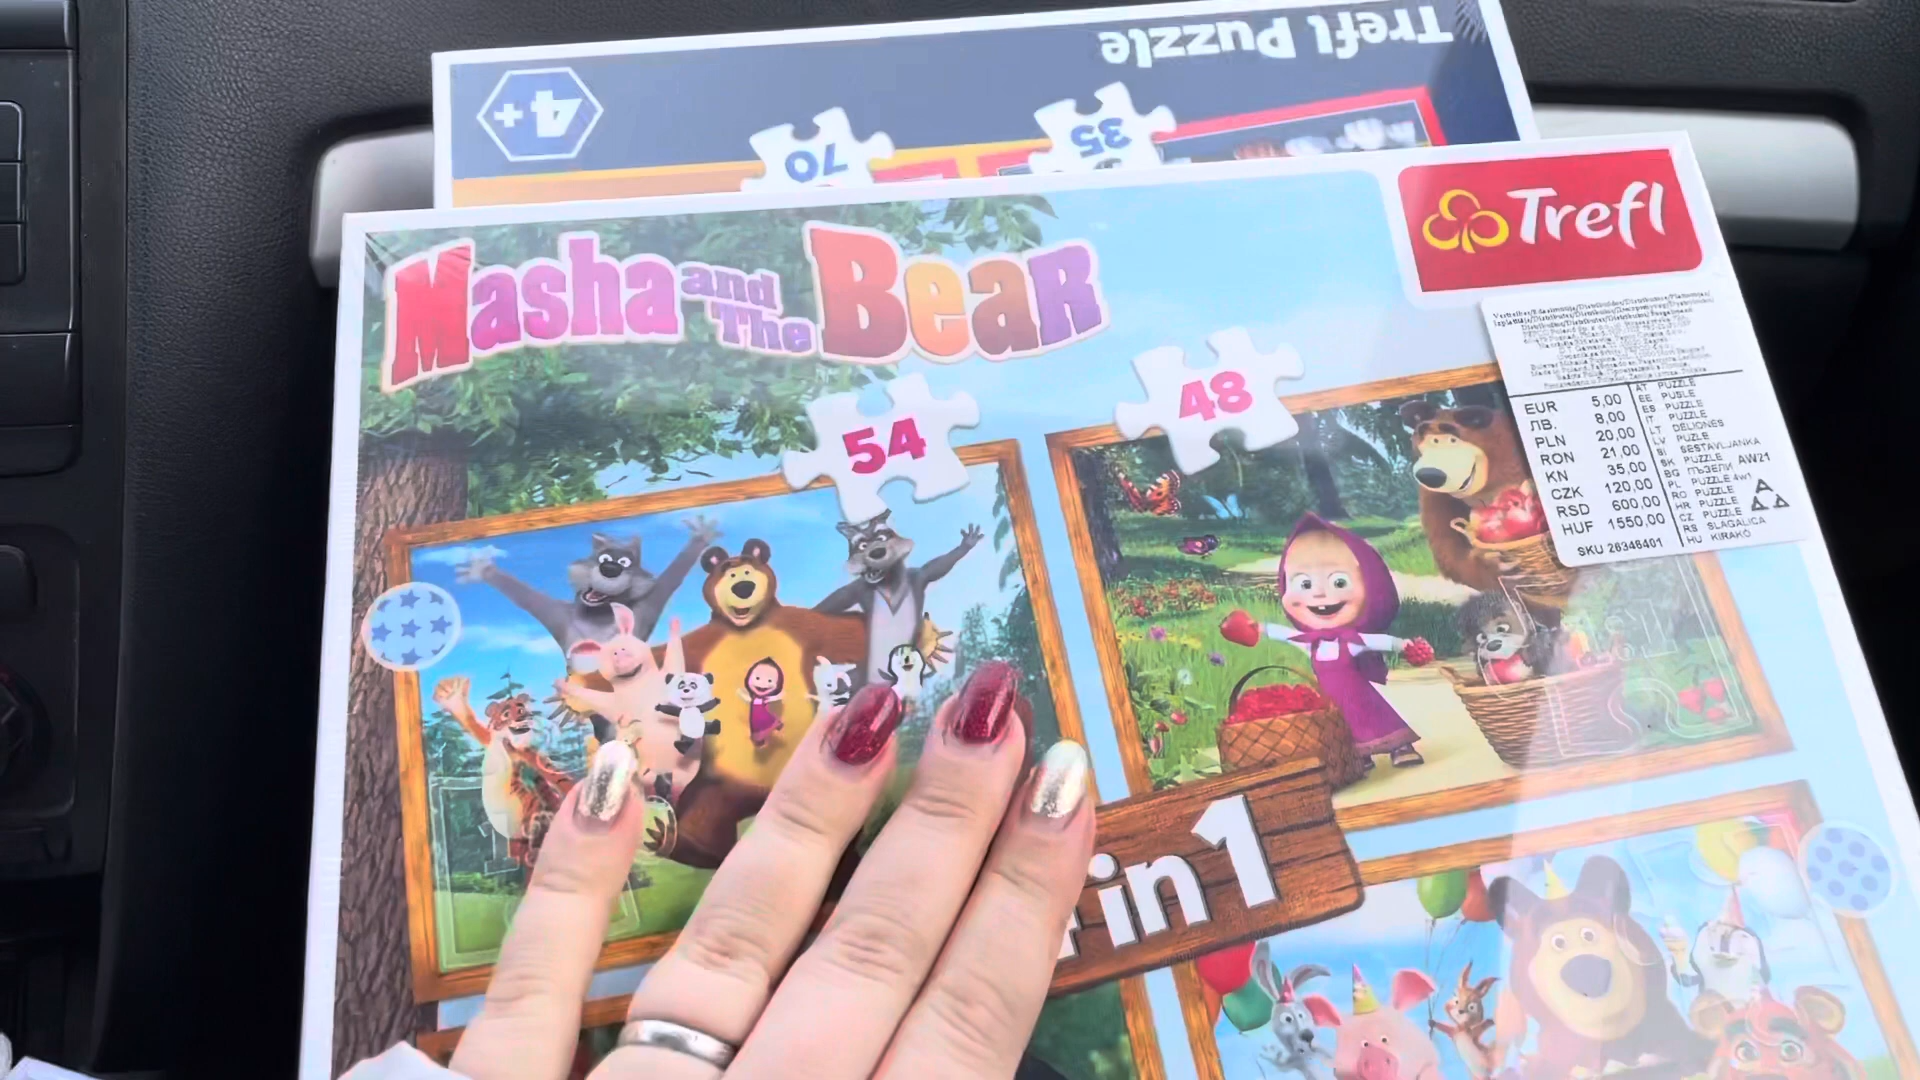 Trefl Puzzle
4+
70
35
Masha and The Bear
Trefl
54
48
4 in 1
EUR 5,00
ЛВ. 8,00
PLN 20,00
RON 21,00
KN 35,00
CZK 120,00
RSD 600,00
HUF 1550,00
SKU 26346401
AT PUZZLE
EE PUSLE
ES PUZZLE
IT PUZZLE
LT DĖLIONĖS
LV PUZLE
SI SESTAVLJANKA
SK PUZZLE AW21
BG ПЪЗЕЛИ
PL PUZZLE 4w1
RO PUZZLE
HR PUZZLE
CZ PUZZLE
RS SLAGALICA
HU KIRAKÓ